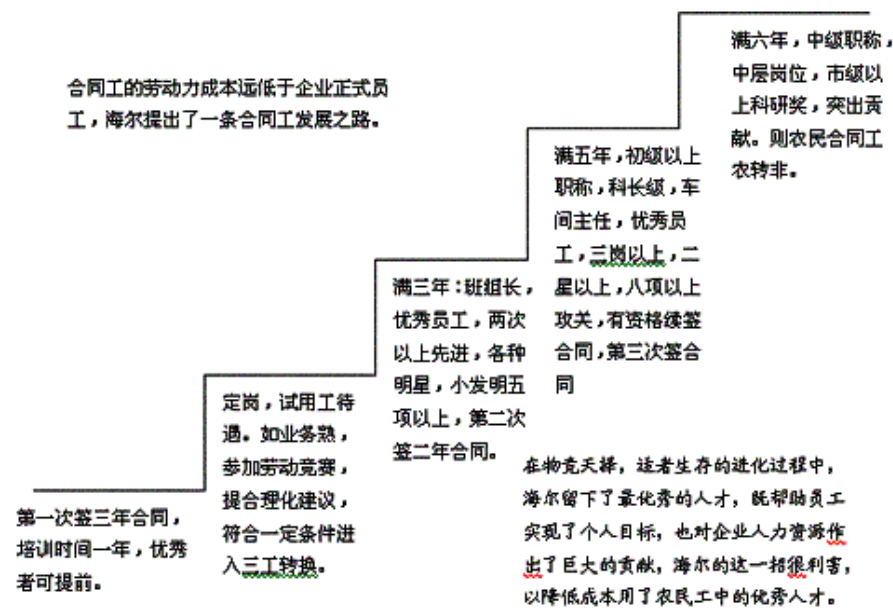 合同工的劳动力成本远低于企业正式员
工，海尔提出了一条合同工发展之路。
第一次签三年合同，
培训时间一年，优秀
者可提前。
定岗，试用工待
遇。如业务熟，
参加劳动竞赛，
提合理化建议，
符合一定条件进
入三工转换。
满三年：班组长，
优秀员工，两次
以上先进，各种
明星，小发明五
项以上，第二次
签二年合同。
满五年，初级以上
职称，科长级，车
间主任，优秀员
工，三岗以上，二
星以上，八项以上
攻关，有资格续签
合同，第三次签合
同
满六年，中级职称，
中层岗位，市级以
上科研奖，突出贡
献。则农民合同工
农转非。
在物竞天择，适者生存的进化过程中，
海尔留下了最优秀的人才，既帮助员工
实现了个人目标，也对企业人力资源作
出了巨大的贡献，海尔的这一招很利害，
以降低成本用了农民工中的优秀人才。